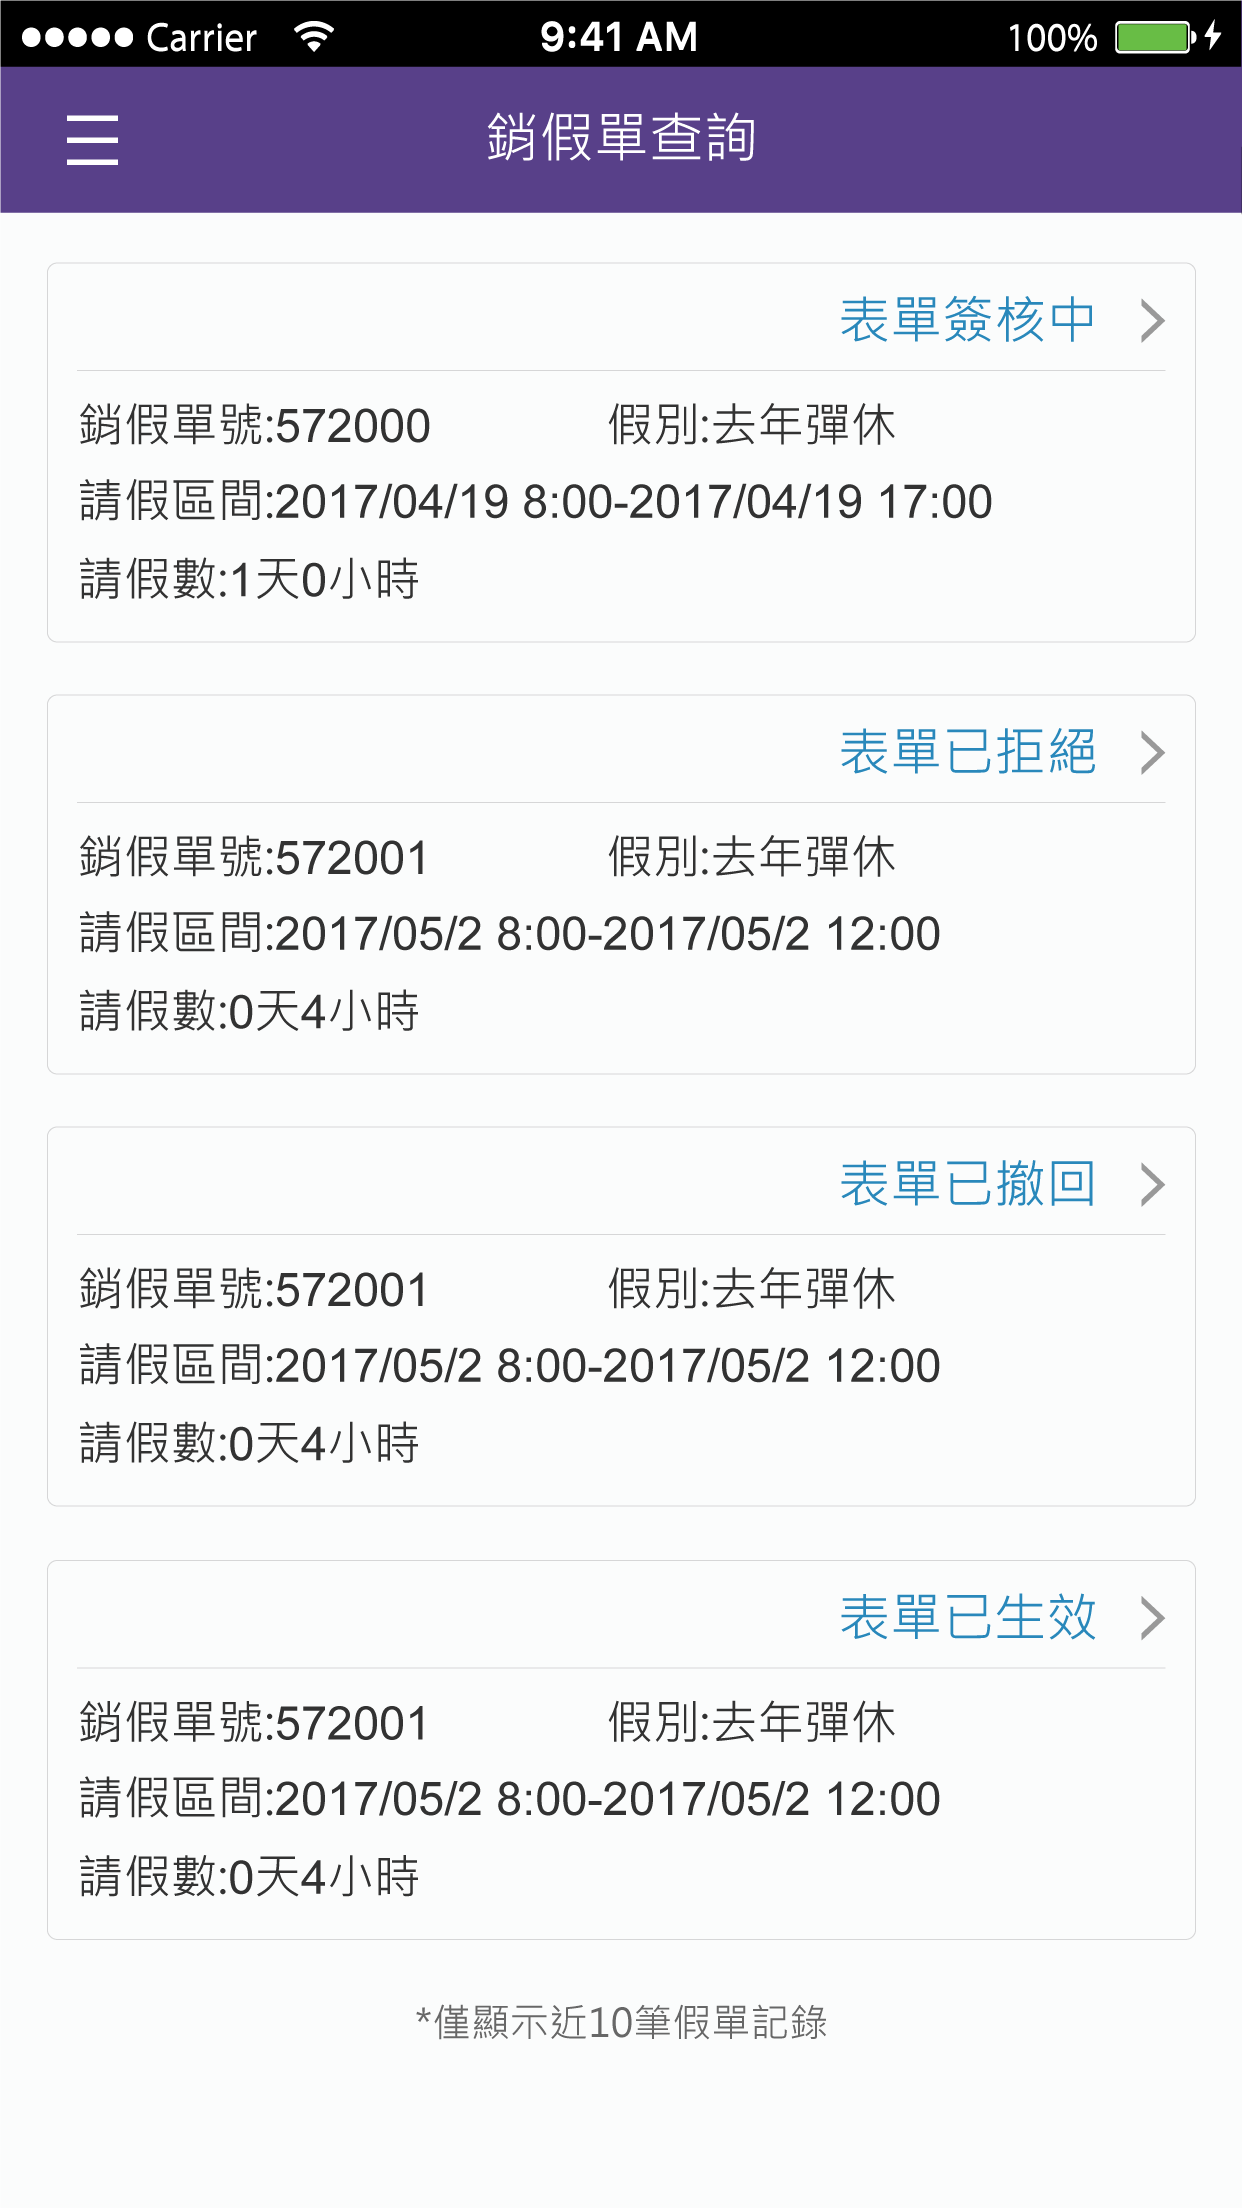 Carrier 9:41 AM 100%
銷假單查詢
表單簽核中
銷假單號:572000 假別:去年彈休
請假區間:2017/04/19 8:00-2017/04/19 17:00
請假數:1天0小時
表單已拒絕
銷假單號:572001 假別:去年彈休
請假區間:2017/05/2 8:00-2017/05/2 12:00
請假數:0天4小時
表單已撤回
銷假單號:572001 假別:去年彈休
請假區間:2017/05/2 8:00-2017/05/2 12:00
請假數:0天4小時
表單已生效
銷假單號:572001 假別:去年彈休
請假區間:2017/05/2 8:00-2017/05/2 12:00
請假數:0天4小時
*僅顯示近10筆假單記錄